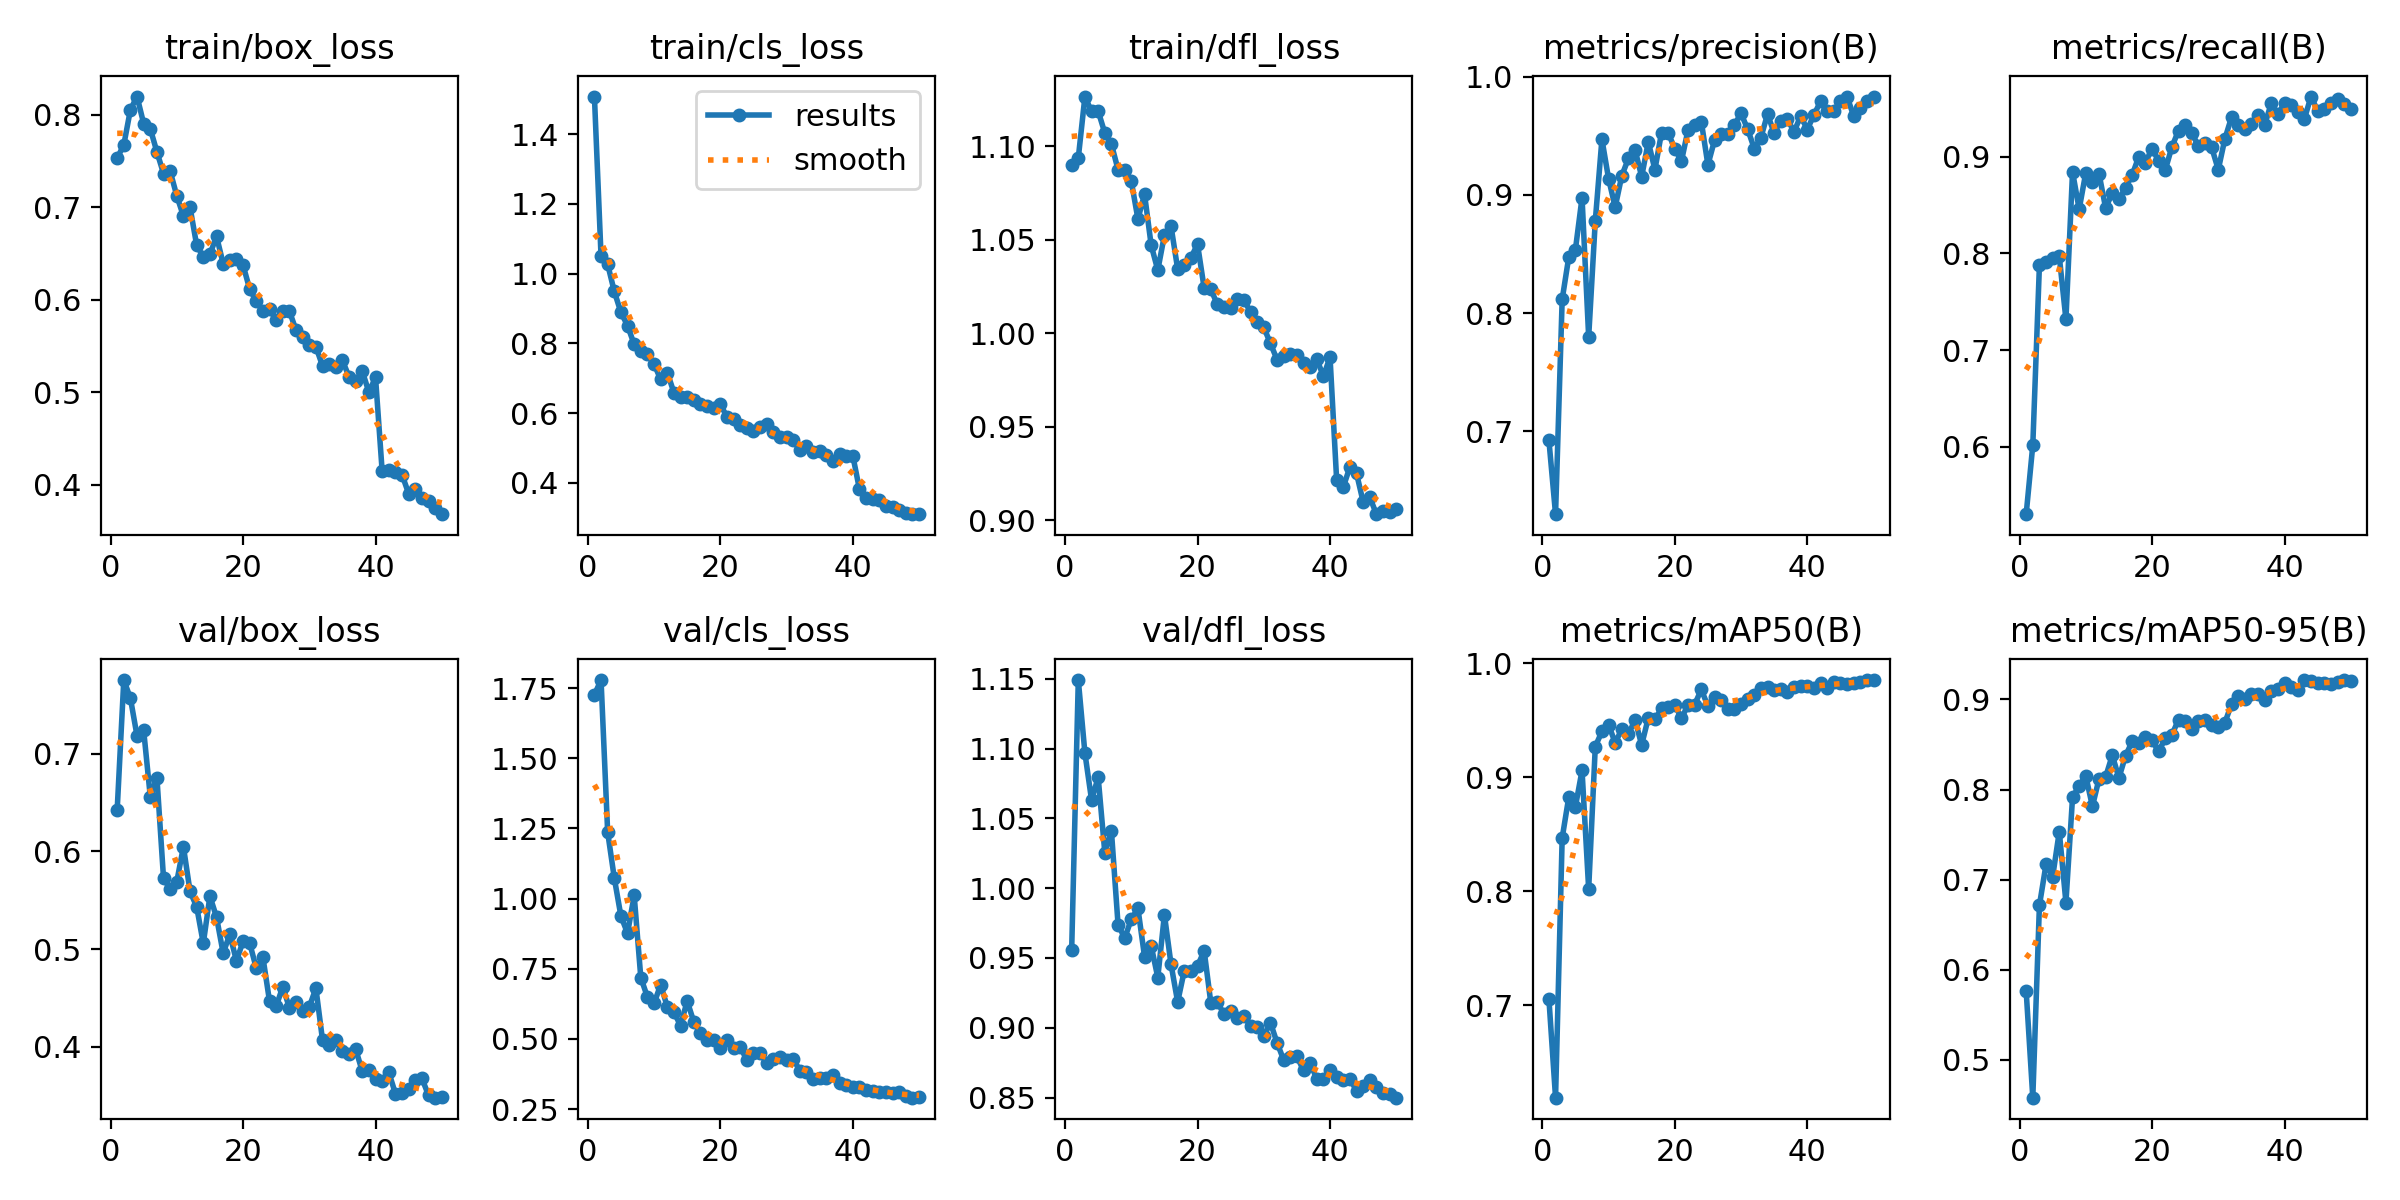 train/box_loss
0.8
0.7
0.6
0.5
0.4
0 20 40
train/cls_loss
results
smooth
1.4
1.2
1.0
0.8
0.6
0.4
0 20 40
train/dfl_loss
1.10
1.05
1.00
0.95
0.90
0 20 40
metrics/precision(B)
1.0
0.9
0.8
0.7
0 20 40
metrics/recall(B)
0.9
0.8
0.7
0.6
0 20 40
val/box_loss
0.7
0.6
0.5
0.4
0 20 40
val/cls_loss
1.75
1.50
1.25
1.00
0.75
0.50
0.25
0 20 40
val/dfl_loss
1.15
1.10
1.05
1.00
0.95
0.90
0.85
0 20 40
metrics/mAP50(B)
1.0
0.9
0.8
0.7
0 20 40
metrics/mAP50-95(B)
0.9
0.8
0.7
0.6
0.5
0 20 40